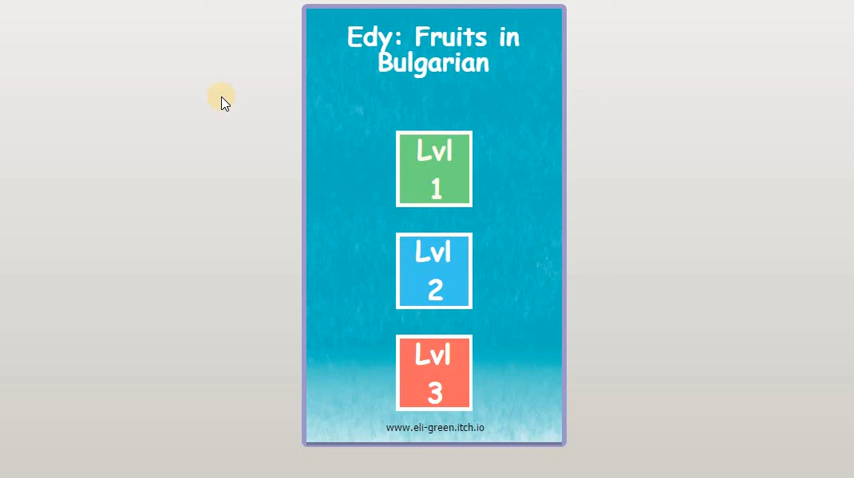 Edy: Fruits in
Bulgarian
Lvl
1
Lvl
2
Lvl
3
www.eli-green.itch.io